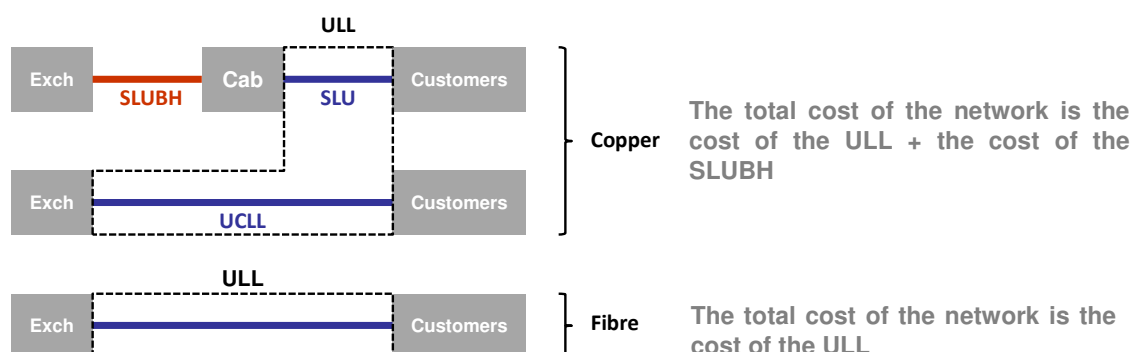 ULL
Exch
Cab
Customers
SLUBH
SLU
Copper
The total cost of the network is the
cost of the ULL + the cost of the
SLUBH
Exch
Customers
UCLL
ULL
Exch
Customers
Fibre
The total cost of the network is the
cost of the ULL